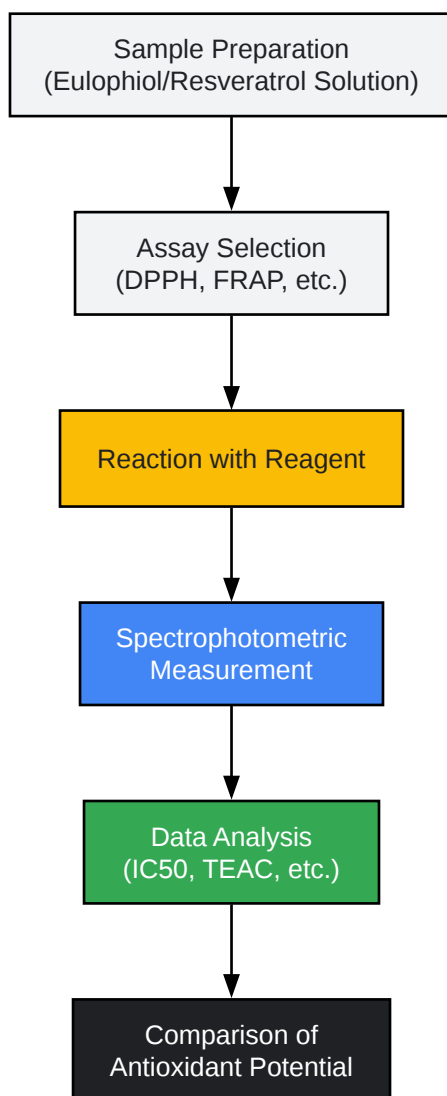 Sample Preparation
(Eulophiol/Resveratrol Solution)
Assay Selection
(DPPH, FRAP, etc.)
Reaction with Reagent
Spectrophotometric
Measurement
Data Analysis
(IC50, TEAC, etc.)
Comparison of
Antioxidant Potential